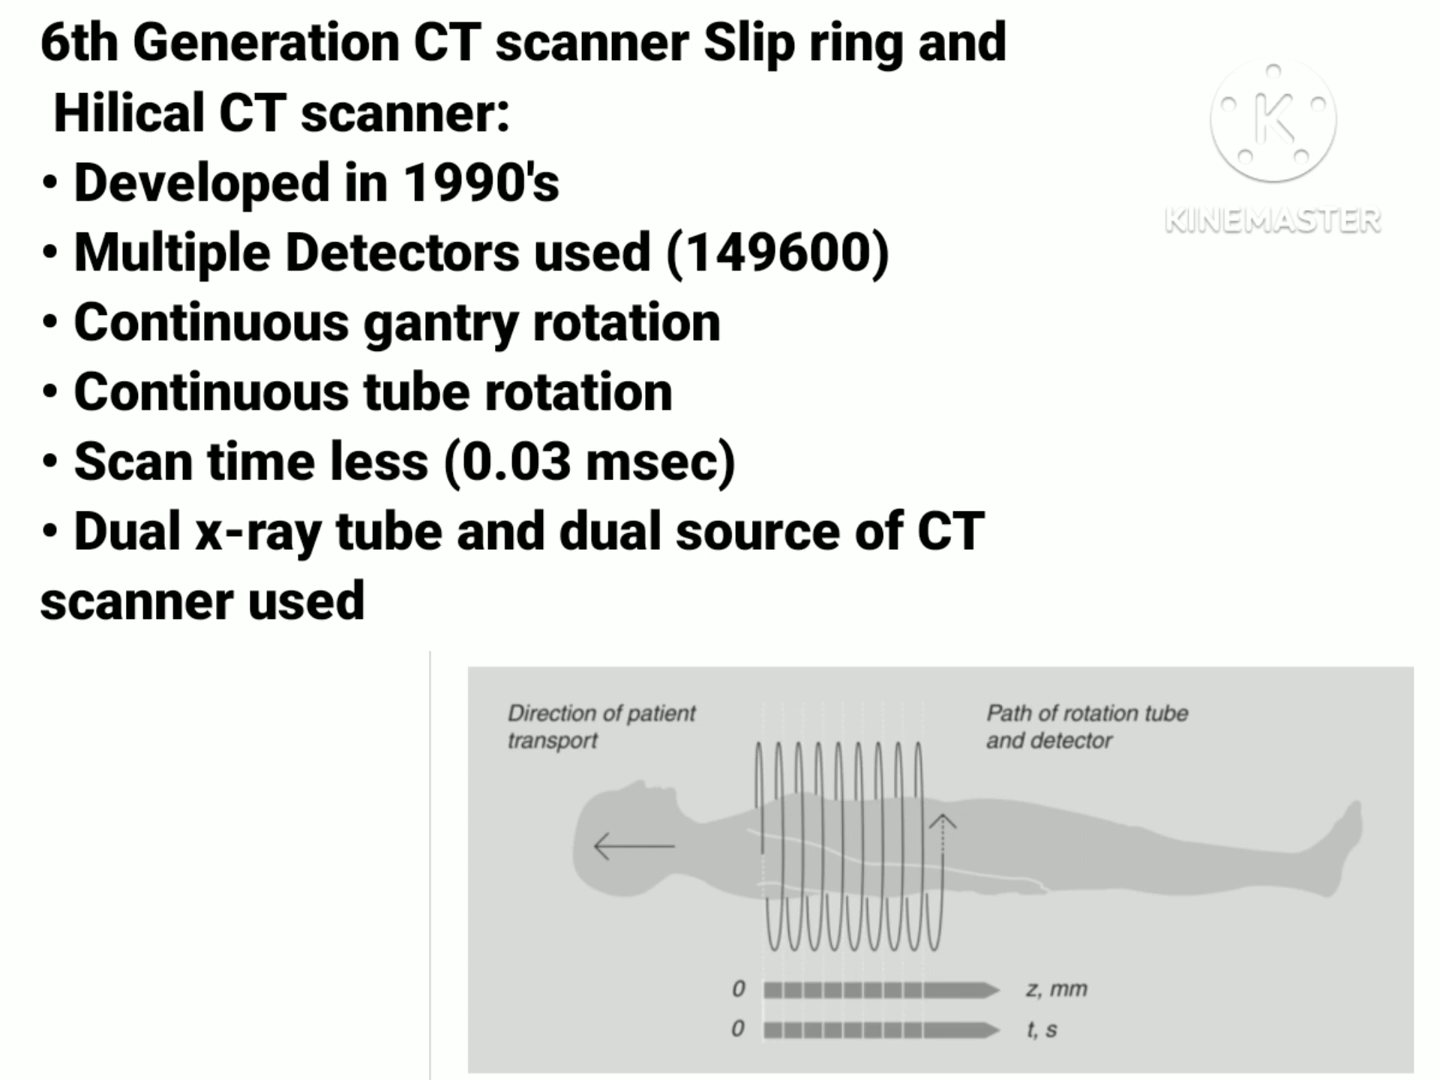 6th Generation CT scanner Slip ring and
Hilical CT scanner:
• Developed in 1990's
• Multiple Detectors used (149600)
• Continuous gantry rotation
• Continuous tube rotation
• Scan time less (0.03 msec)
• Dual x-ray tube and dual source of CT
scanner used
K
KINEMASTER
Direction of patient
transport
Path of rotation tube
and detector
0 z, mm
0 t, s